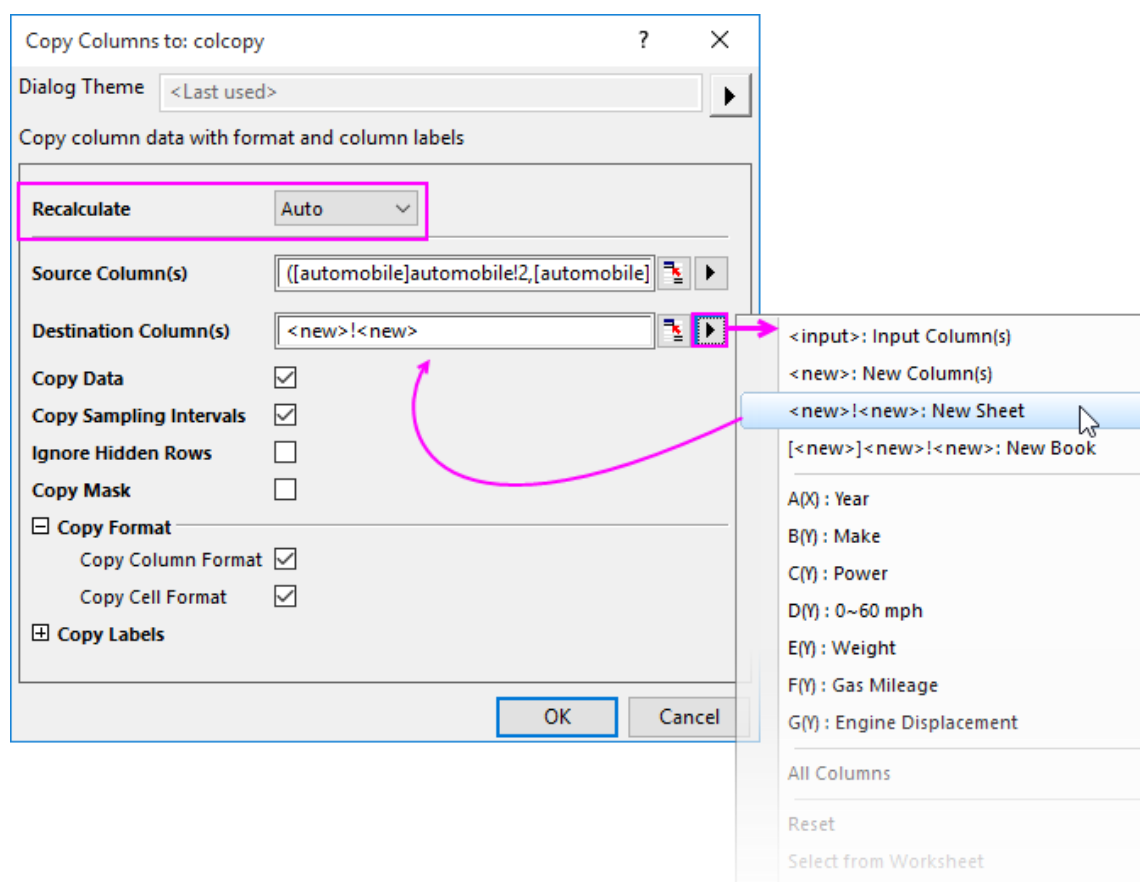 Copy Columns to: colcopy ? ×
Dialog Theme <Last used>
Copy column data with format and column labels
Recalculate Auto
Source Column(s) ([automobile]automobile!2,[automobile]
Destination Column(s) <new>!<new>
Copy Data
Copy Sampling Intervals
Ignore Hidden Rows
Copy Mask
Copy Format
Copy Column Format
Copy Cell Format
Copy Labels
OK Cancel
<input>: Input Column(s)
<new>: New Column(s)
<new>!<new>: New Sheet
[<new>]<new>!<new>: New Book
A(X) : Year
B(Y) : Make
C(Y) : Power
D(Y) : 0~60 mph
E(Y) : Weight
F(Y) : Gas Mileage
G(Y) : Engine Displacement
All Columns
Reset
Select from Worksheet